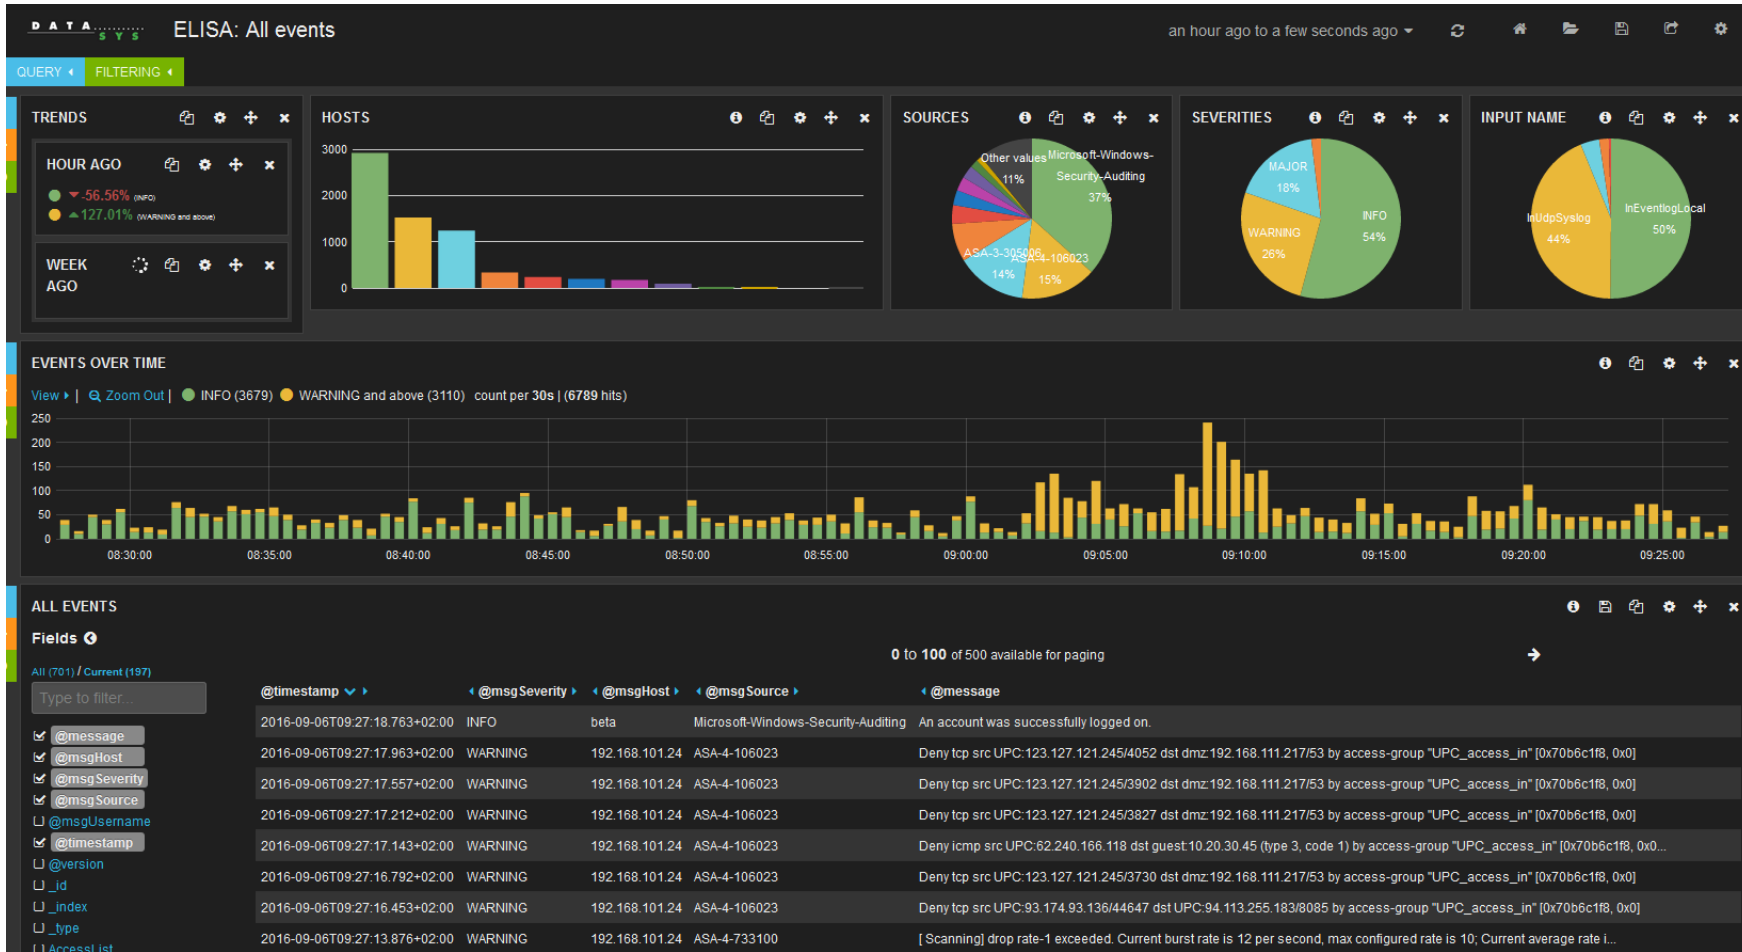 DATA
SYS
ELISA: All events
an hour ago to a few seconds ago
QUERY
FILTERING
TRENDS
HOUR AGO
-56.56% (INFO)
127.01% (WARNING and above)
WEEK
AGO
HOSTS
3000
2000
1000
0
SOURCES
Other values
11%
Microsoft-Windows-
Security-Auditing
37%
ASA-3-305006
14%
ASA-4-106023
15%
SEVERITIES
MAJOR
18%
WARNING
26%
INFO
54%
INPUT NAME
InUdpSyslog
44%
InEventlogLocal
50%
EVENTS OVER TIME
View | Zoom Out | INFO (3679) WARNING and above (3110) count per 30s | (6789 hits)
250
200
150
100
50
0
08:30:00 08:35:00 08:40:00 08:45:00 08:50:00 08:55:00 09:00:00 09:05:00 09:10:00 09:15:00 09:20:00 09:25:00
ALL EVENTS
Fields
All (701) / Current (197)
Type to filter...
@message
@msgHost
@msgSeverity
@msgSource
@msgUsername
@timestamp
@version
_id
_index
_type
AccessList
0 to 100 of 500 available for paging
@timestamp @msgSeverity @msgHost @msgSource @message
2016-09-06T09:27:18.763+02:00 INFO beta Microsoft-Windows-Security-Auditing An account was successfully logged on.
2016-09-06T09:27:17.963+02:00 WARNING 192.168.101.24 ASA-4-106023 Deny tcp src UPC:123.127.121.245/4052 dst dmz:192.168.111.217/53 by access-group "UPC_access_in" [0x70b6c1f8, 0x0]
2016-09-06T09:27:17.557+02:00 WARNING 192.168.101.24 ASA-4-106023 Deny tcp src UPC:123.127.121.245/3902 dst dmz:192.168.111.217/53 by access-group "UPC_access_in" [0x70b6c1f8, 0x0]
2016-09-06T09:27:17.212+02:00 WARNING 192.168.101.24 ASA-4-106023 Deny tcp src UPC:123.127.121.245/3827 dst dmz:192.168.111.217/53 by access-group "UPC_access_in" [0x70b6c1f8, 0x0]
2016-09-06T09:27:17.143+02:00 WARNING 192.168.101.24 ASA-4-106023 Deny icmp src UPC:62.240.166.118 dst guest:10.20.30.45 (type 3, code 1) by access-group "UPC_access_in" [0x70b6c1f8, 0x0...
2016-09-06T09:27:16.792+02:00 WARNING 192.168.101.24 ASA-4-106023 Deny tcp src UPC:123.127.121.245/3730 dst dmz:192.168.111.217/53 by access-group "UPC_access_in" [0x70b6c1f8, 0x0]
2016-09-06T09:27:16.453+02:00 WARNING 192.168.101.24 ASA-4-106023 Deny tcp src UPC:93.174.93.136/44647 dst UPC:94.113.255.183/8085 by access-group "UPC_access_in" [0x70b6c1f8, 0x0]
2016-09-06T09:27:13.876+02:00 WARNING 192.168.101.24 ASA-4-733100 [ Scanning] drop rate-1 exceeded. Current burst rate is 12 per second, max configured rate is 10; Current average rate i...